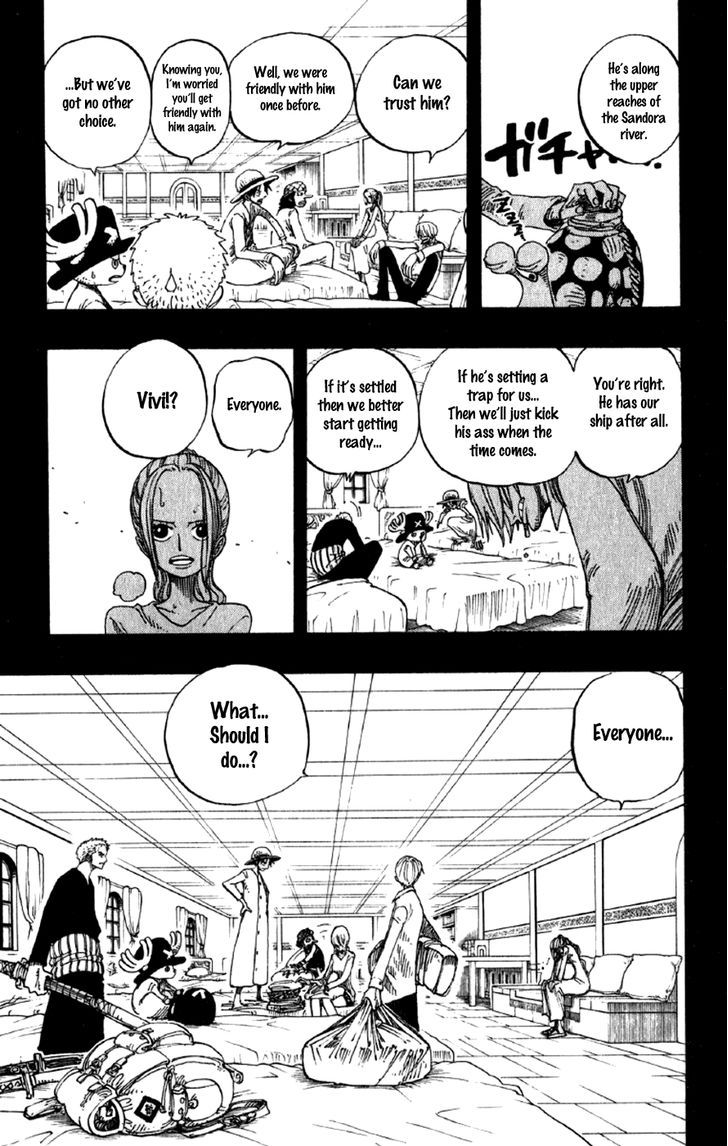 He's along
the upper
reaches of
the Sandora
river.
ガチャ
zzz
Can we
trust him?
Well, we were
friendly with him
once before.
Knowing you,
I'm worried
you'll get
friendly with
him again.
...But we've
got no other
choice.
You're right.
He has our
ship after all.
If he's setting a
trap for us...
Then we'll just kick
his ass when the
time comes.
If it's settled
then we better
start getting
ready...
Everyone.
Vivi!?
Everyone...
What...
Should I
do...?